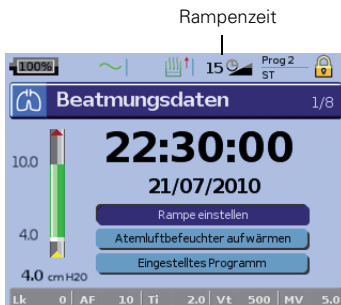 Rampenzeit
100% 15 Prog 2
ST
Beatmungsdaten 1/8
10.0
22:30:00
21/07/2010
Rampe einstellen
4.0 Atemluftbefeuchter aufwärmen
Eingestelltes Programm
4.0 cmH2O
Lk 0 AF 10 Ti 2.0 Vt 500 MV 5.0